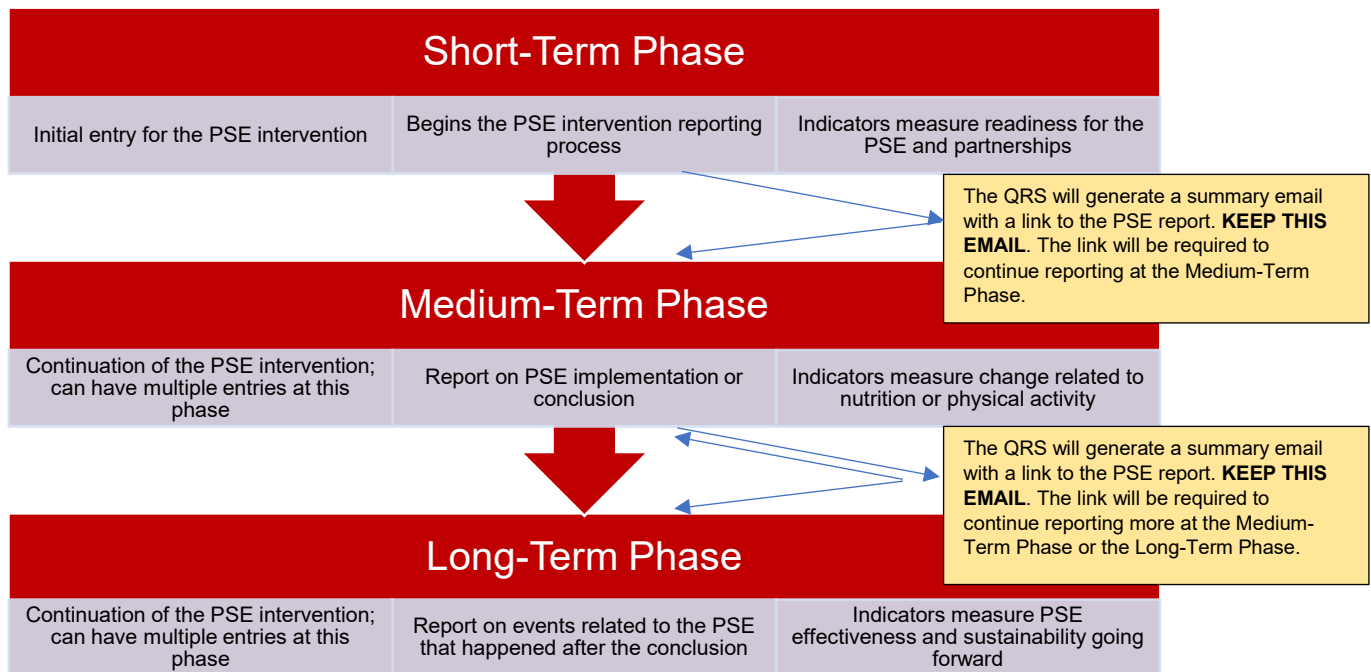 Short-Term Phase
Initial entry for the PSE intervention
Begins the PSE intervention reporting
process
Indicators measure readiness for the
PSE and partnerships
The QRS will generate a summary email
with a link to the PSE report. KEEP THIS
EMAIL. The link will be required to
continue reporting at the Medium-Term
Phase.
Medium-Term Phase
Continuation of the PSE intervention;
can have multiple entries at this
phase
Report on PSE implementation or
conclusion
Indicators measure change related to
nutrition or physical activity
The QRS will generate a summary email
with a link to the PSE report. KEEP THIS
EMAIL. The link will be required to
continue reporting more at the Medium-
Term Phase or the Long-Term Phase.
Long-Term Phase
Continuation of the PSE intervention;
can have multiple entries at this
phase
Report on events related to the PSE
that happened after the conclusion
Indicators measure PSE
effectiveness and sustainability going
forward